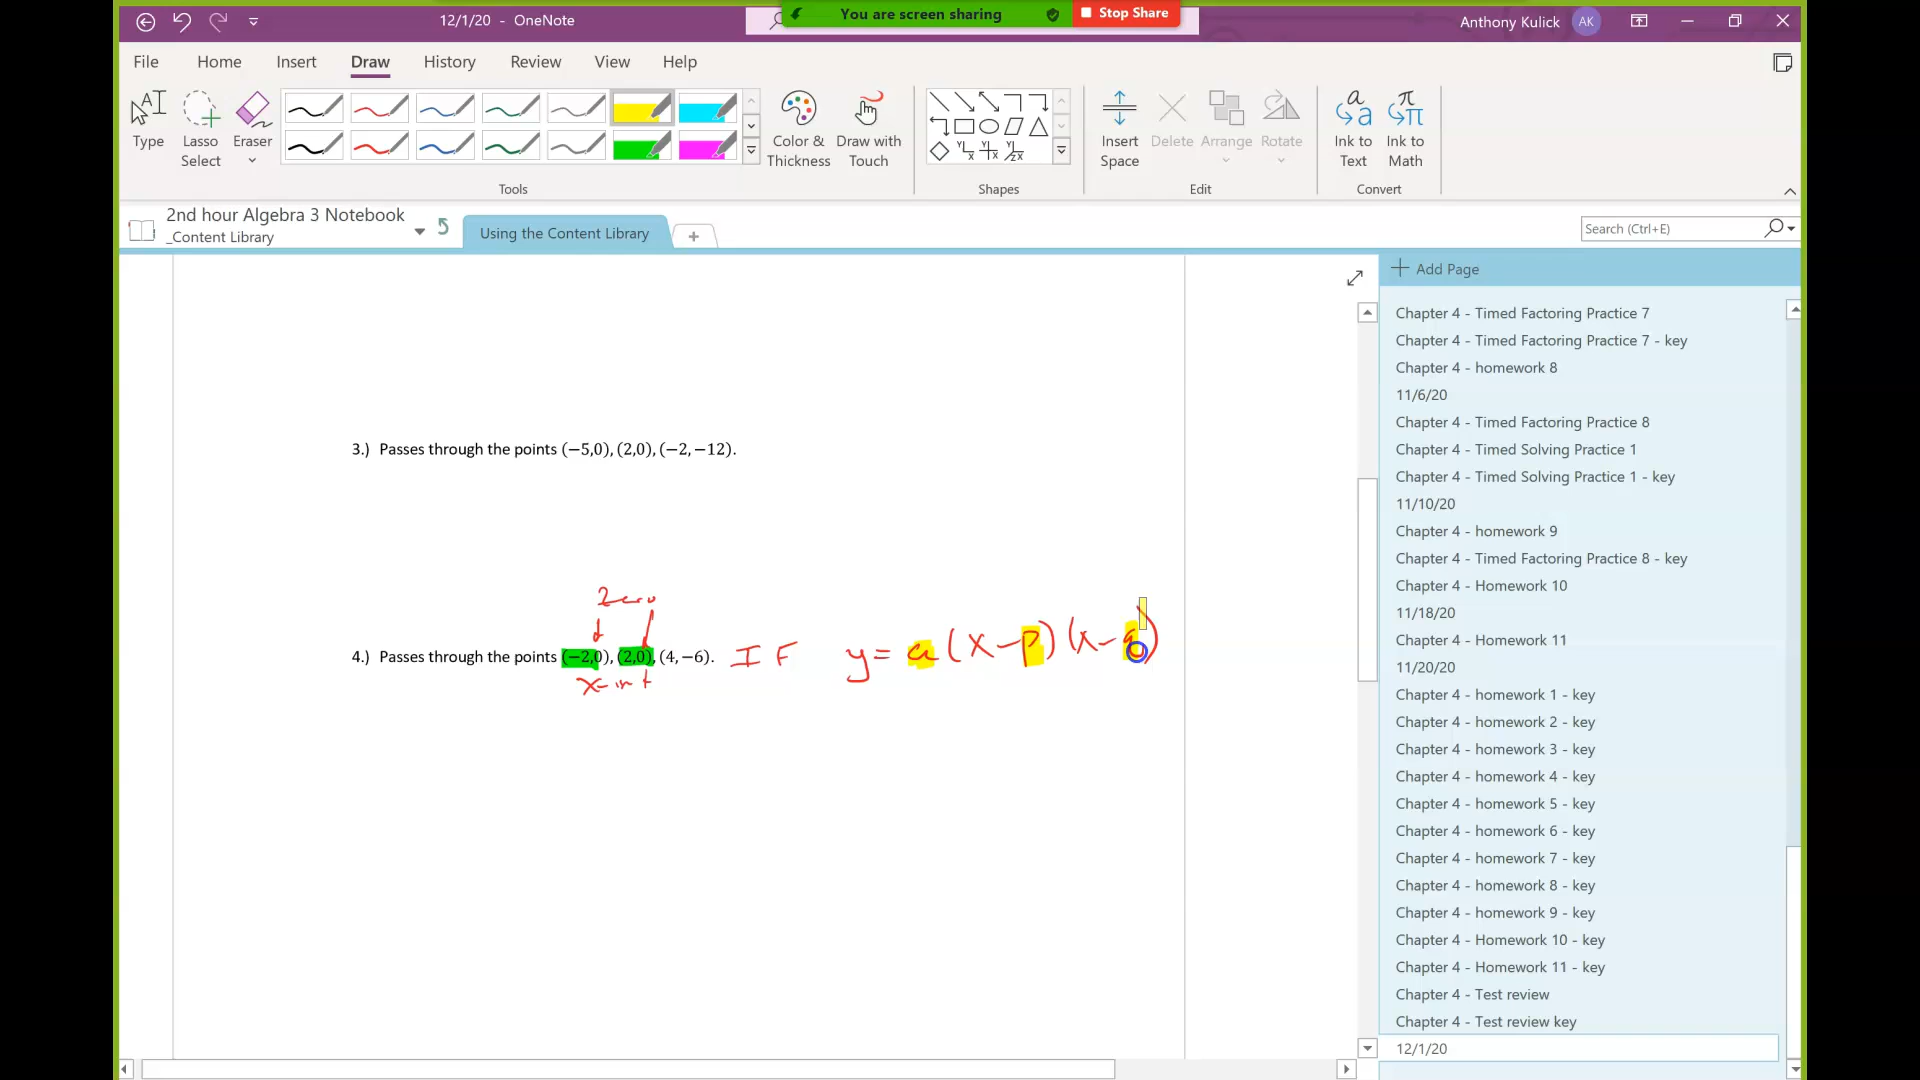 You are screen sharing
Stop Share
12/1/20 - OneNote
Anthony Kulick
AK
File Home Insert Draw History Review View Help
Type
Lasso Select
Eraser
Color & Thickness
Draw with Touch
Insert Space
Delete
Arrange
Rotate
Ink to Text
Ink to Math
Tools
Shapes
Edit
Convert
2nd hour Algebra 3 Notebook
_Content Library
Using the Content Library
Search (Ctrl+E)
Add Page
3.) Passes through the points (−5,0), (2,0), (−2, −12).
zero
4.) Passes through the points (−2,0), (2,0), (4, −6). IF y = a(x−p)(x−q)
x-int
Chapter 4 - Timed Factoring Practice 7
Chapter 4 - Timed Factoring Practice 7 - key
Chapter 4 - homework 8
11/6/20
Chapter 4 - Timed Factoring Practice 8
Chapter 4 - Timed Solving Practice 1
Chapter 4 - Timed Solving Practice 1 - key
11/10/20
Chapter 4 - homework 9
Chapter 4 - Timed Factoring Practice 8 - key
Chapter 4 - Homework 10
11/18/20
Chapter 4 - Homework 11
11/20/20
Chapter 4 - homework 1 - key
Chapter 4 - homework 2 - key
Chapter 4 - homework 3 - key
Chapter 4 - homework 4 - key
Chapter 4 - homework 5 - key
Chapter 4 - homework 6 - key
Chapter 4 - homework 7 - key
Chapter 4 - homework 8 - key
Chapter 4 - homework 9 - key
Chapter 4 - Homework 10 - key
Chapter 4 - Homework 11 - key
Chapter 4 - Test review
Chapter 4 - Test review key
12/1/20